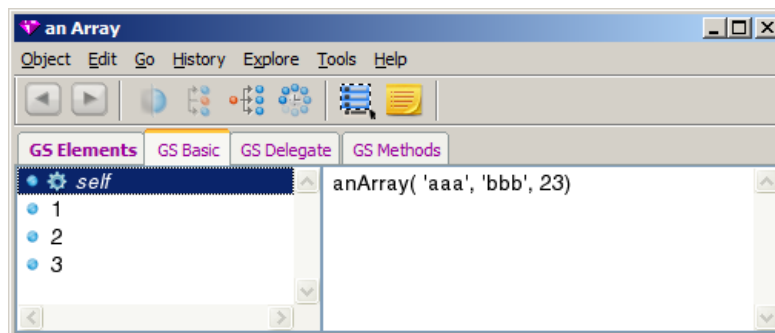 an Array
Object Edit Go History Explore Tools Help
GS Elements GS Basic GS Delegate GS Methods
self
1
2
3
anArray( 'aaa', 'bbb', 23)